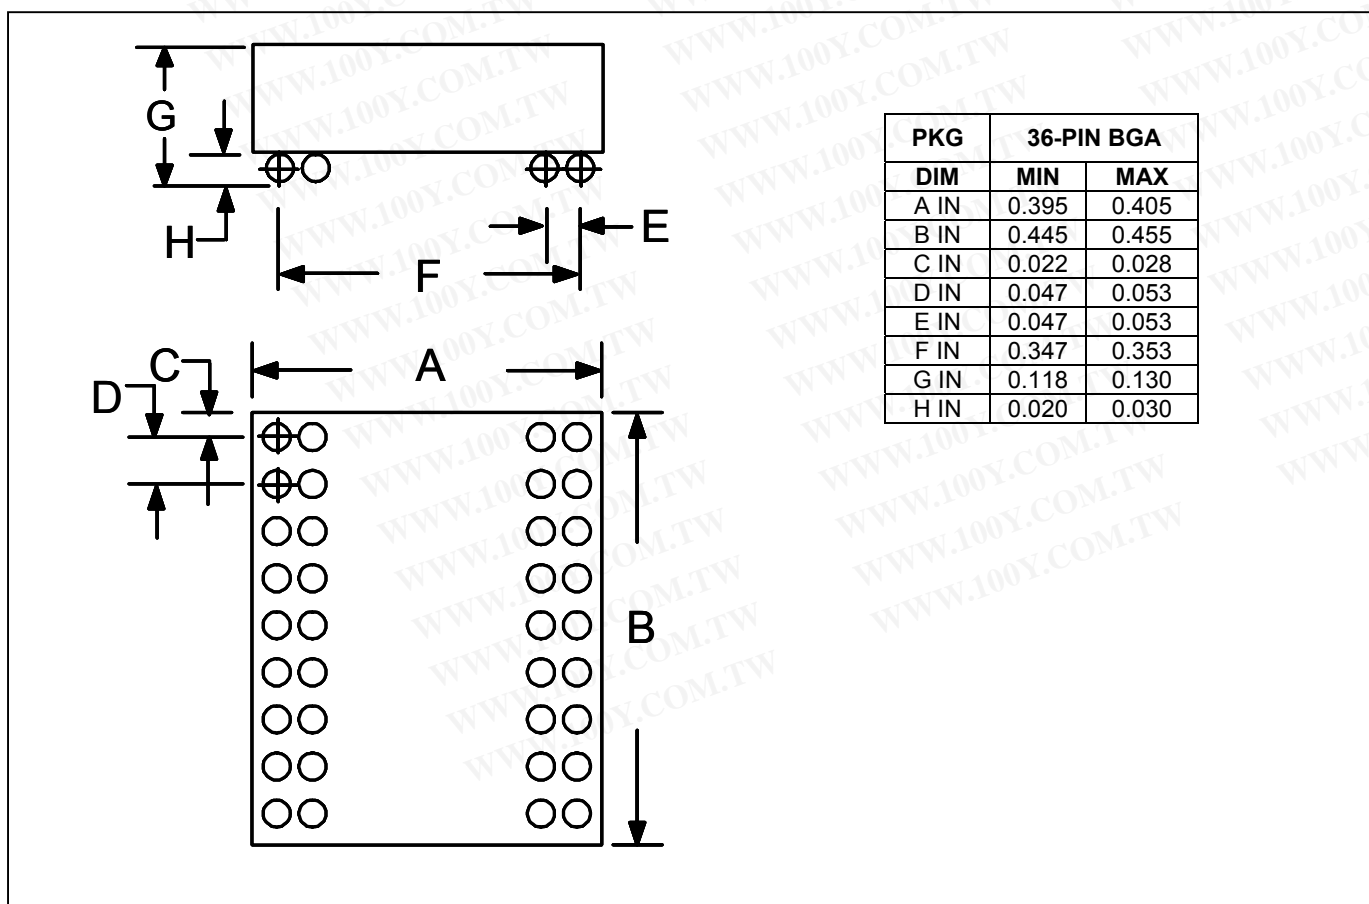 G
H
E
F
PKG 36-PIN BGA
DIM MIN MAX
A IN 0.395 0.405
B IN 0.445 0.455
C IN 0.022 0.028
D IN 0.047 0.053
E IN 0.047 0.053
F IN 0.347 0.353
G IN 0.118 0.130
H IN 0.020 0.030
C
A
D
B
WWW.100Y.COM.TW